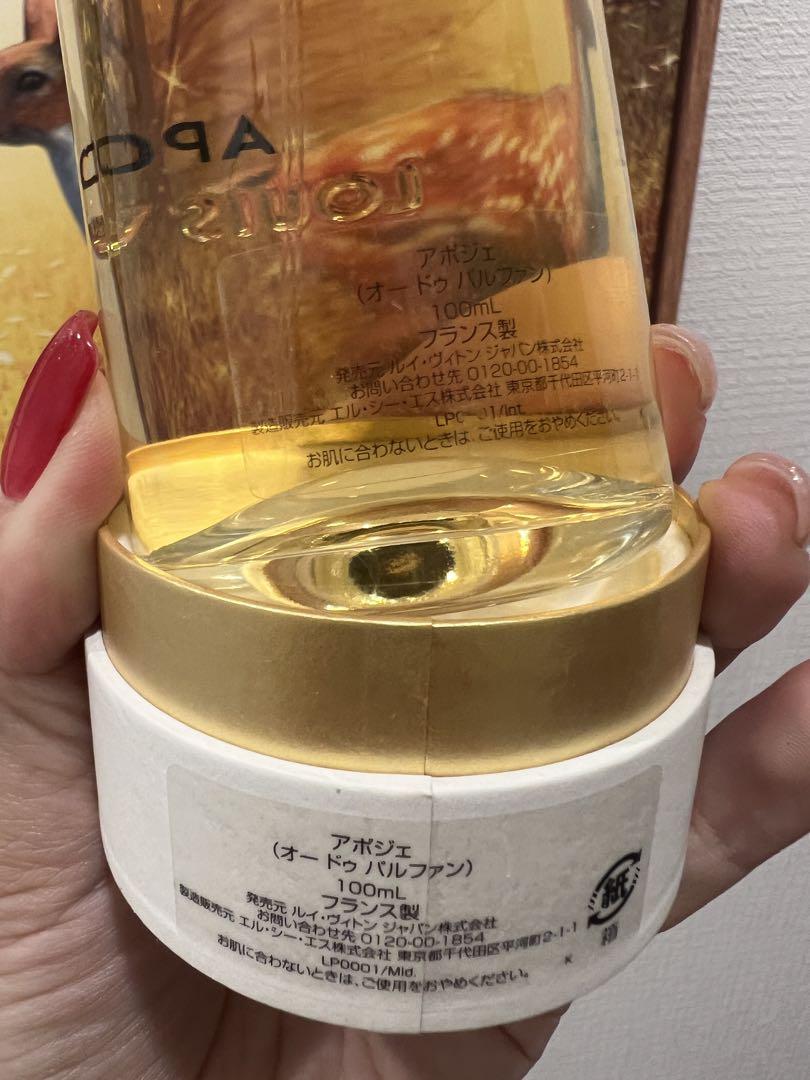 APO
LOUIS
アポジェ
(オー ドゥ パルファン)
100mL
フランス製
発売元 ルイ・ヴィトン ジャパン株式会社
お問い合わせ先 0120-00-1854
製造販売元 エル・シー・エス株式会社 東京都千代田区平河町2-1-1
/Int.
お肌に合わないときは、ご使用をおやめください。
アポジェ
(オー ドゥ パルファン)
100mL
フランス製
発売元 ルイ・ヴィトン ジャパン株式会社
お問い合わせ先 0120-00-1854
製造販売元 エル・シー・エス株式会社 東京都千代田区平河町2-1-1
LP0001/Mid.
お肌に合わないときは、ご使用をおやめください。
K
紙
箱